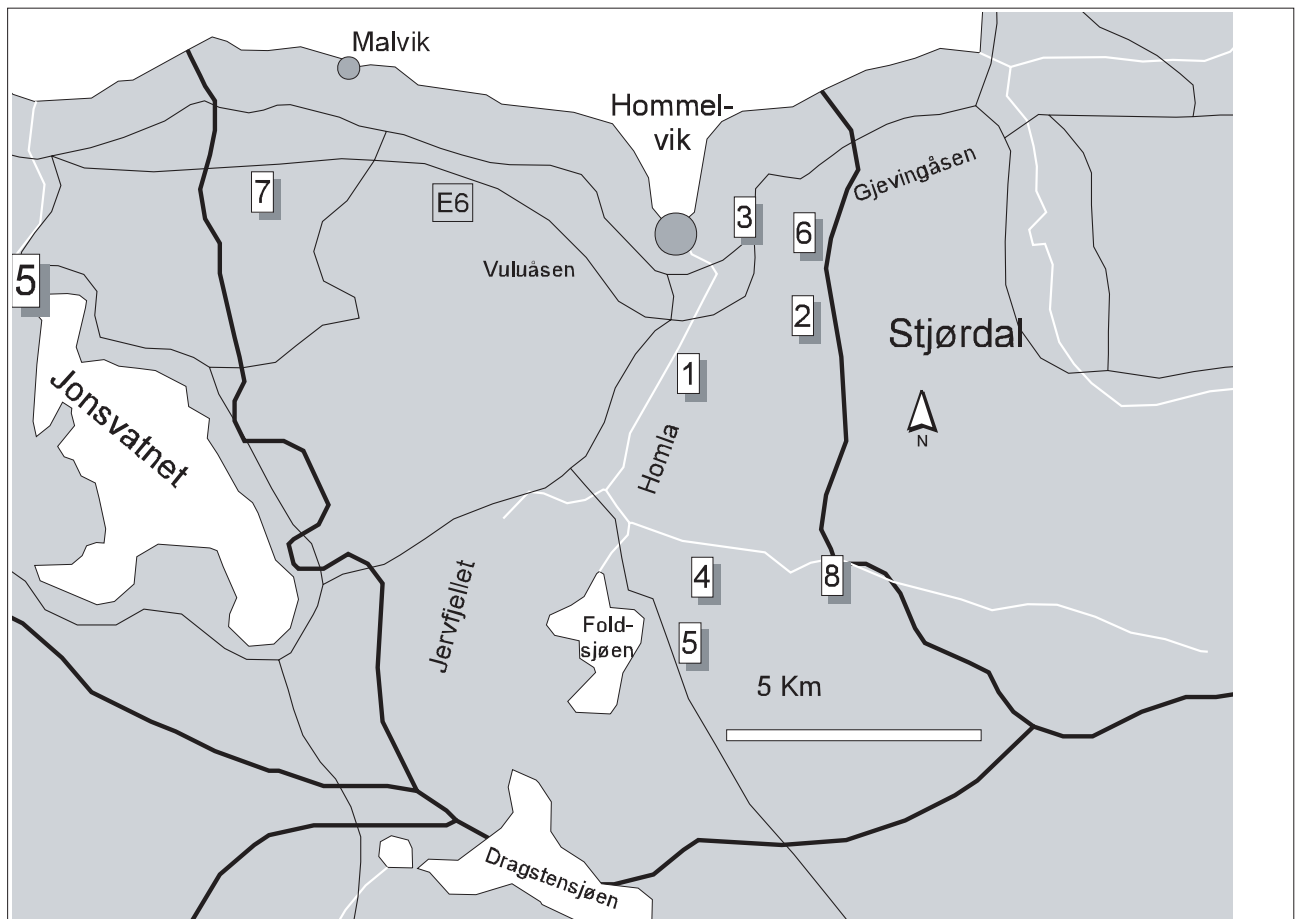 Malvik
Hommel-
vik
Gjevingåsen
7
E6
3
6
Vuluåsen
5
2
Stjørdal
1
Jonsvatnet
N
Homla
4
8
Jervfjellet
Fold-
sjøen
5
5 Km
Dragstensjøen